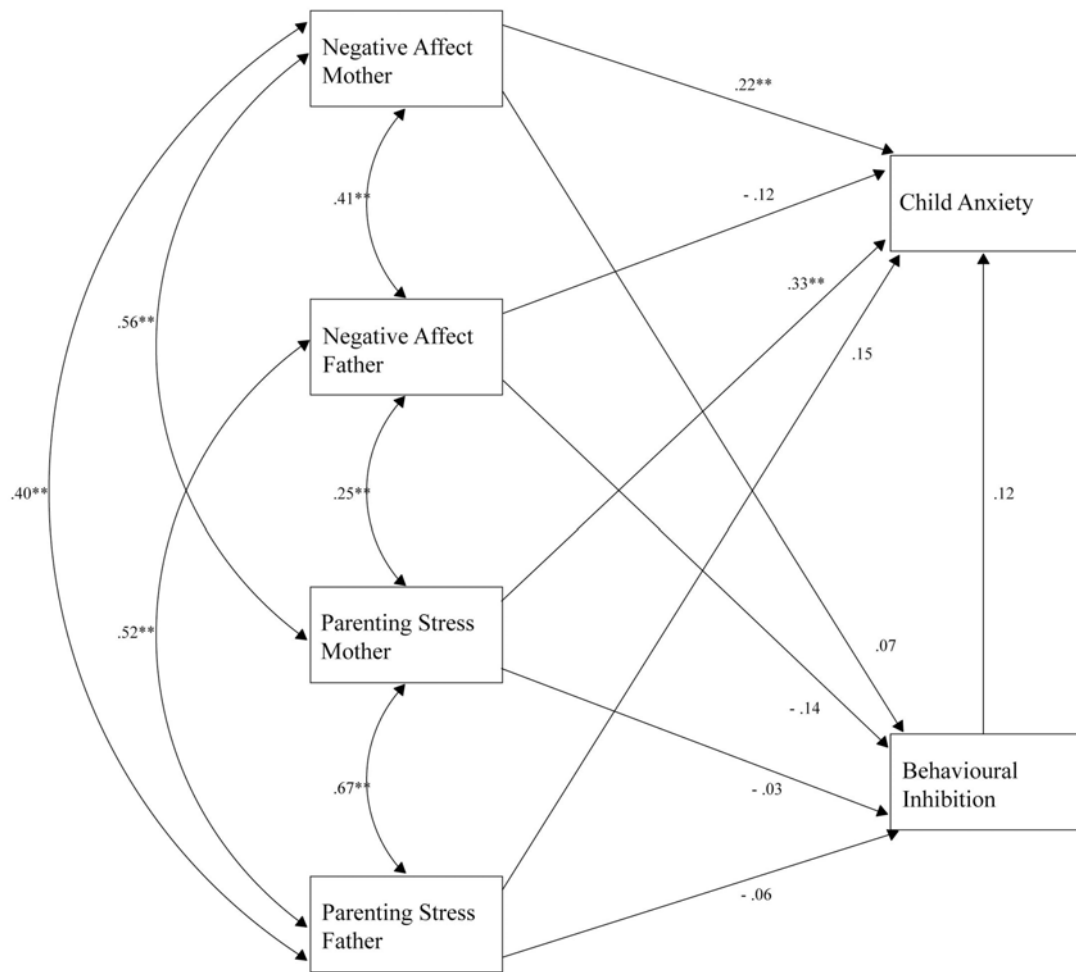 Negative Affect
Mother
.22**
Child Anxiety
.41**
- .12
.33**
.56**
Negative Affect
Father
.15
.40**
.25**
.12
.52**
Parenting Stress
Mother
.07
- .14
.67**
- .03
Behavioural
Inhibition
- .06
Parenting Stress
Father